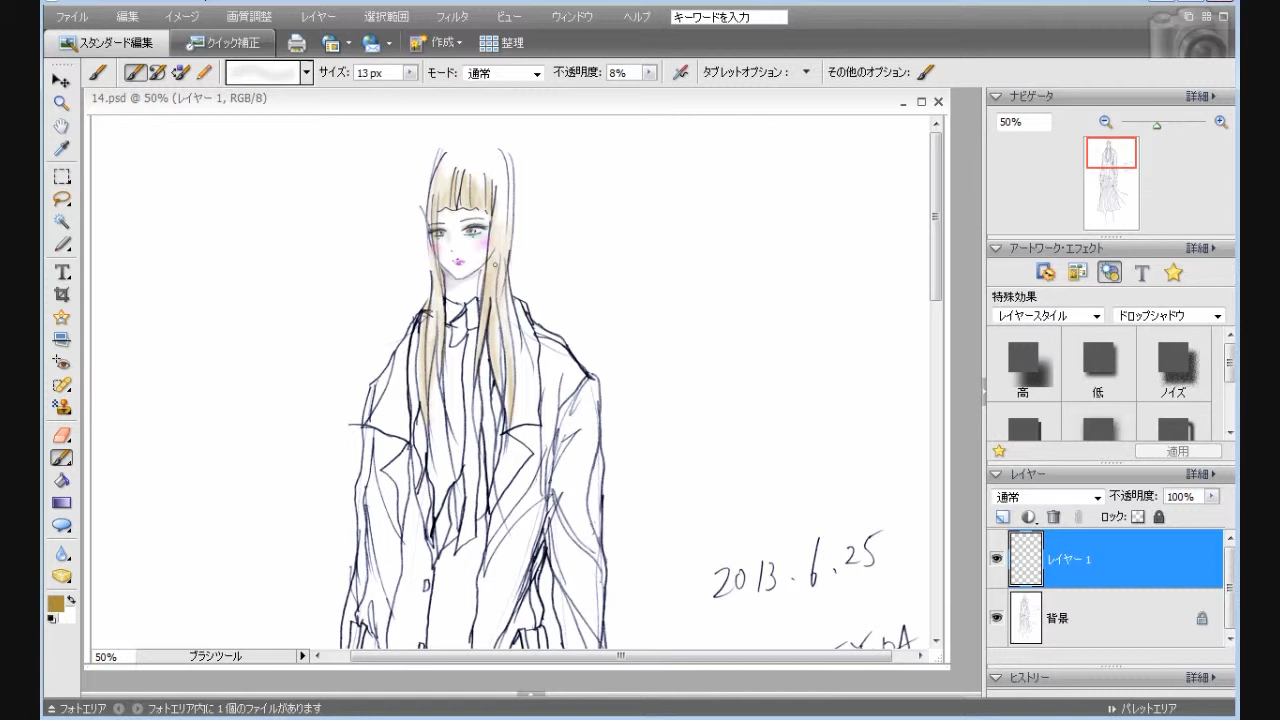 ファイル 編集 イメージ 画質調整 レイヤー 選択範囲 フィルタ ビュー ウィンドウ ヘルプ キーワードを入力
スタンダード編集 クイック補正 作成 整理
サイズ: 13 px モード: 通常 不透明度: 8% タブレットオプション: その他のオプション:
14.psd @ 50% (レイヤー 1, RGB/8)
ナビゲータ 詳細
50%
アートワーク・エフェクト 詳細
特殊効果
レイヤースタイル ドロップシャドウ
高 低 ノイズ
適用
レイヤー 詳細
通常 不透明度: 100%
ロック:
レイヤー 1
背景
2013.6.25
50% ブラシツール
ヒストリー 詳細
フォトエリア フォトエリア内に 1 個のファイルがあります パレットエリア